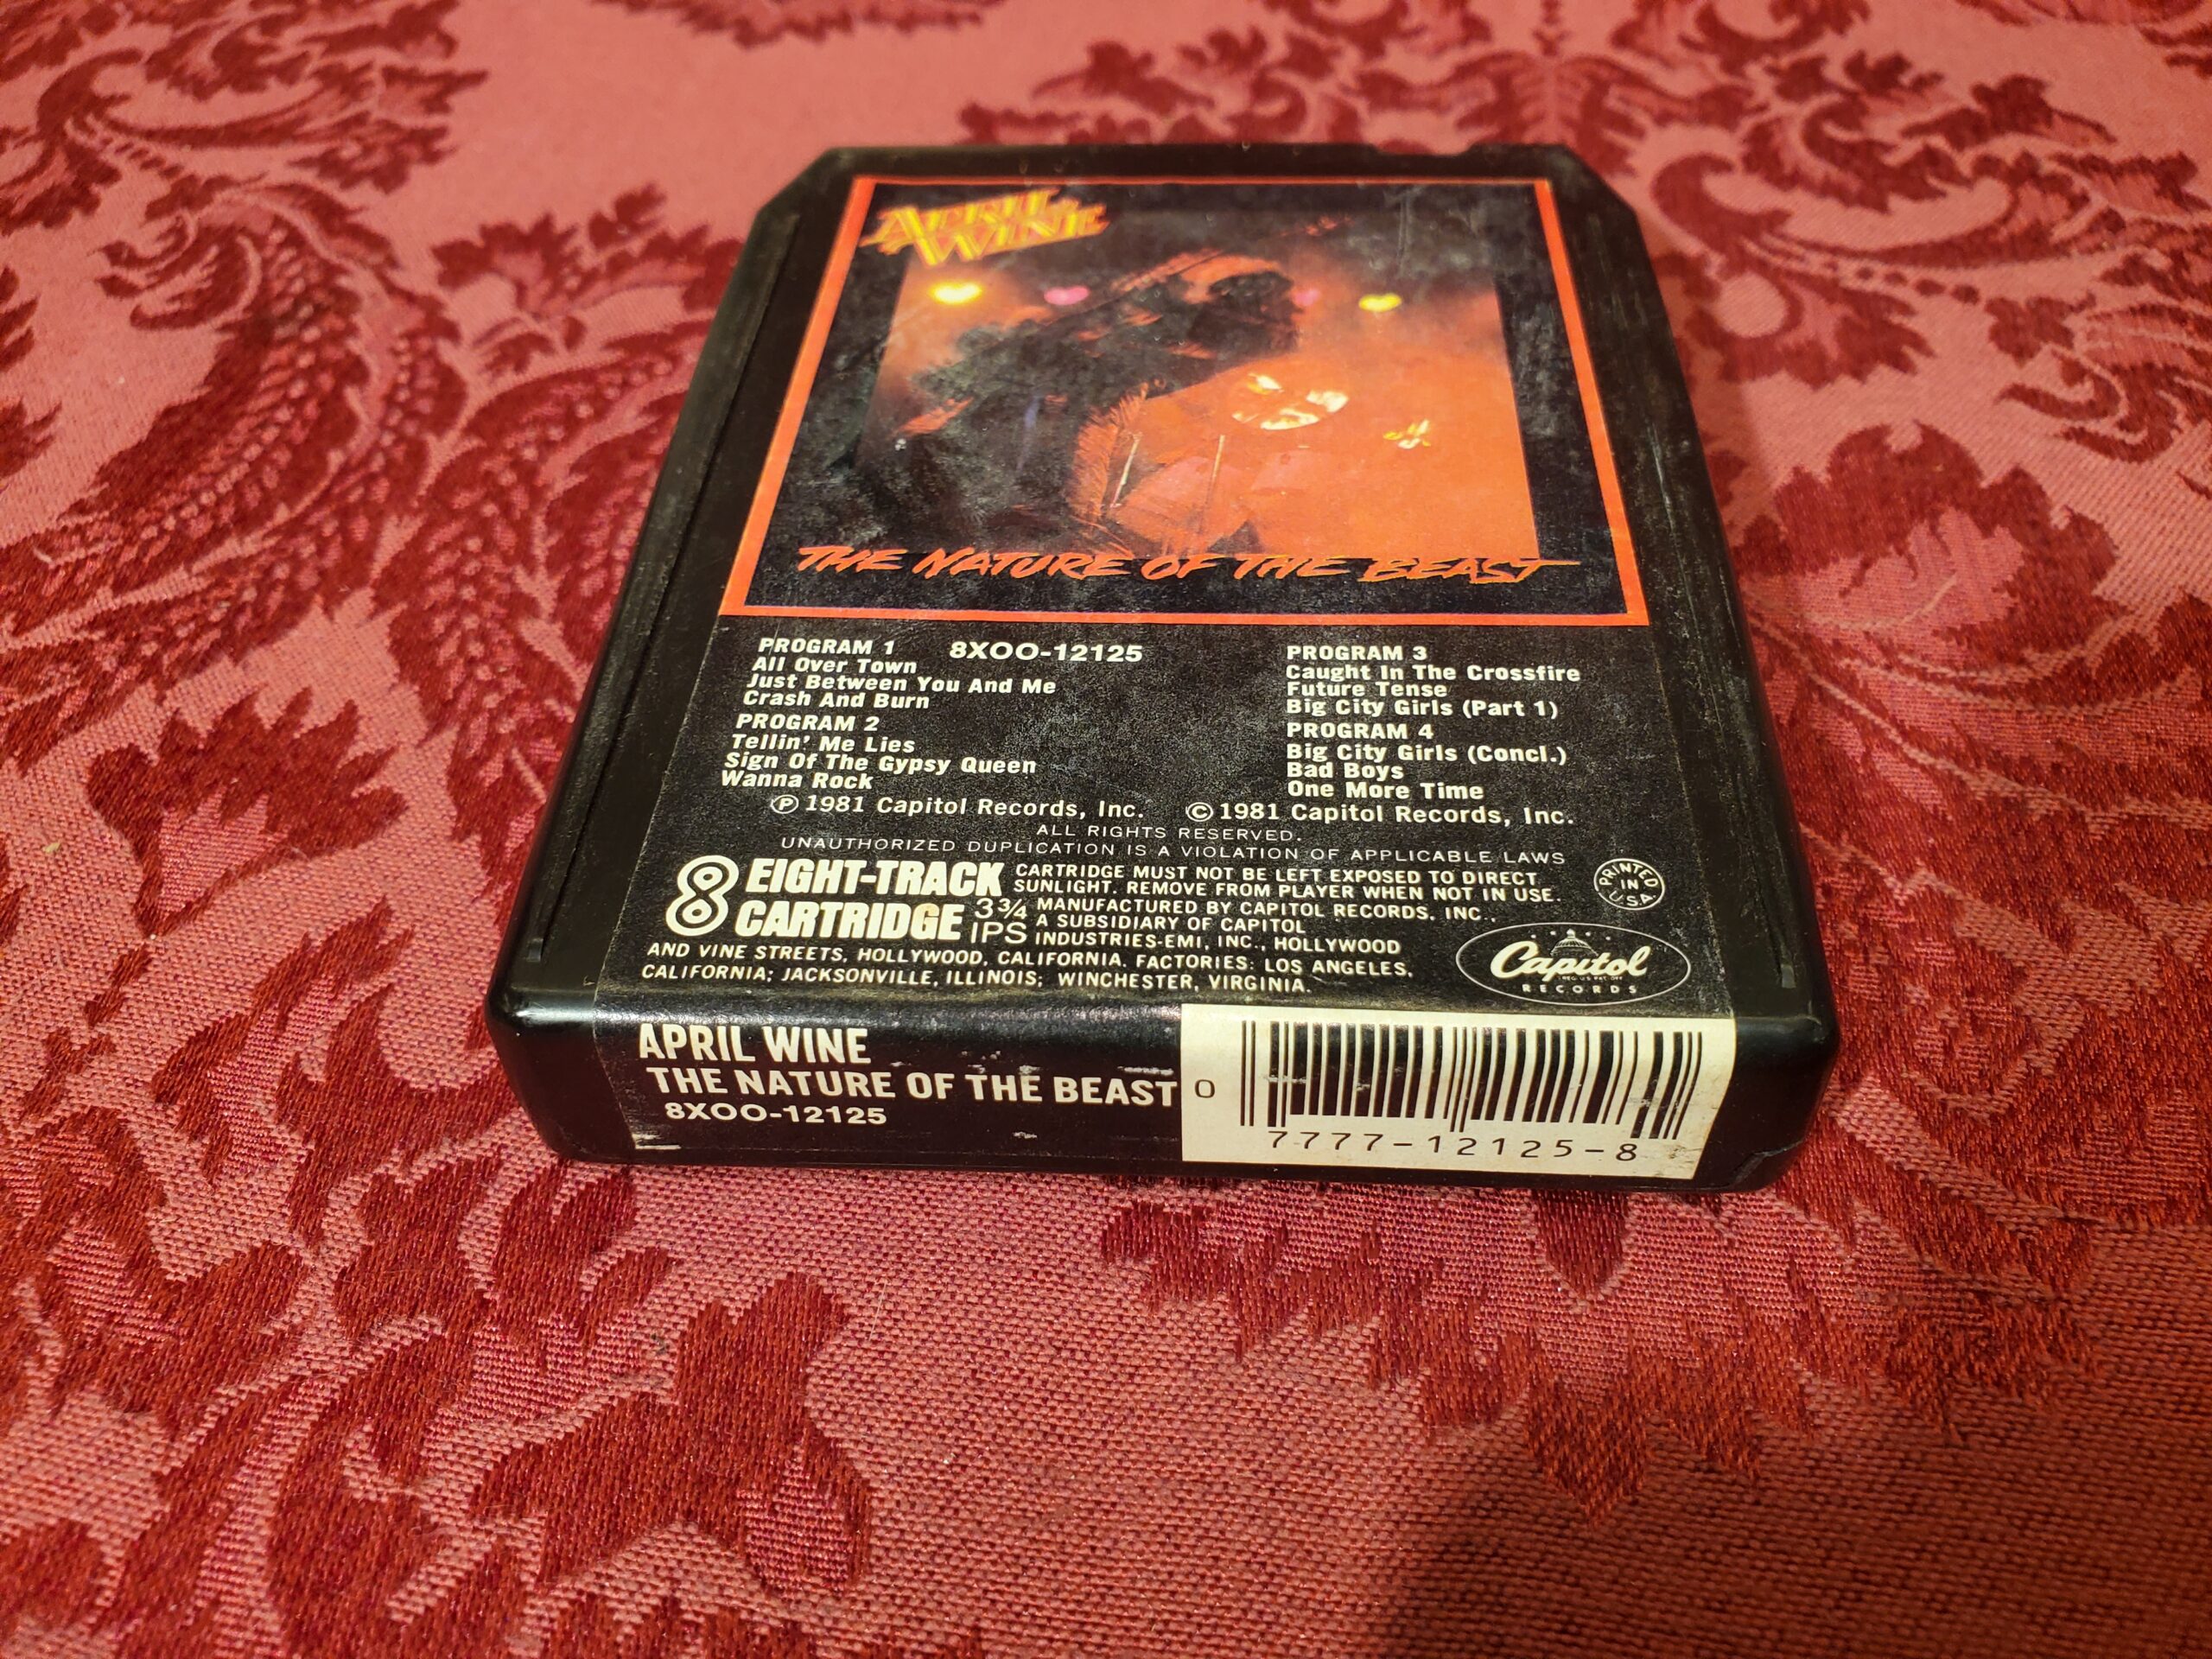 APRIL
WINE
THE NATURE OF THE BEAST
PROGRAM 1 8XOO-12125
All Over Town
Just Between You And Me
Crash And Burn
PROGRAM 2
Tellin' Me Lies
Sign Of The Gypsy Queen
Wanna Rock
PROGRAM 3
Caught In The Crossfire
Future Tense
Big City Girls (Part 1)
PROGRAM 4
Big City Girls (Concl.)
Bad Boys
One More Time
Ⓟ 1981 Capitol Records, Inc. © 1981 Capitol Records, Inc.
ALL RIGHTS RESERVED.
UNAUTHORIZED DUPLICATION IS A VIOLATION OF APPLICABLE LAWS
8 EIGHT-TRACK
CARTRIDGE 3¾
IPS
CARTRIDGE MUST NOT BE LEFT EXPOSED TO DIRECT
SUNLIGHT. REMOVE FROM PLAYER WHEN NOT IN USE.
MANUFACTURED BY CAPITOL RECORDS, INC.,
A SUBSIDIARY OF CAPITOL
INDUSTRIES-EMI, INC., HOLLYWOOD
AND VINE STREETS, HOLLYWOOD, CALIFORNIA. FACTORIES: LOS ANGELES,
CALIFORNIA; JACKSONVILLE, ILLINOIS; WINCHESTER, VIRGINIA.
PRINTED
IN
U.S.A.
Capitol
RECORDS
APRIL WINE
THE NATURE OF THE BEAST
8XOO-12125
0
7777-12125-8